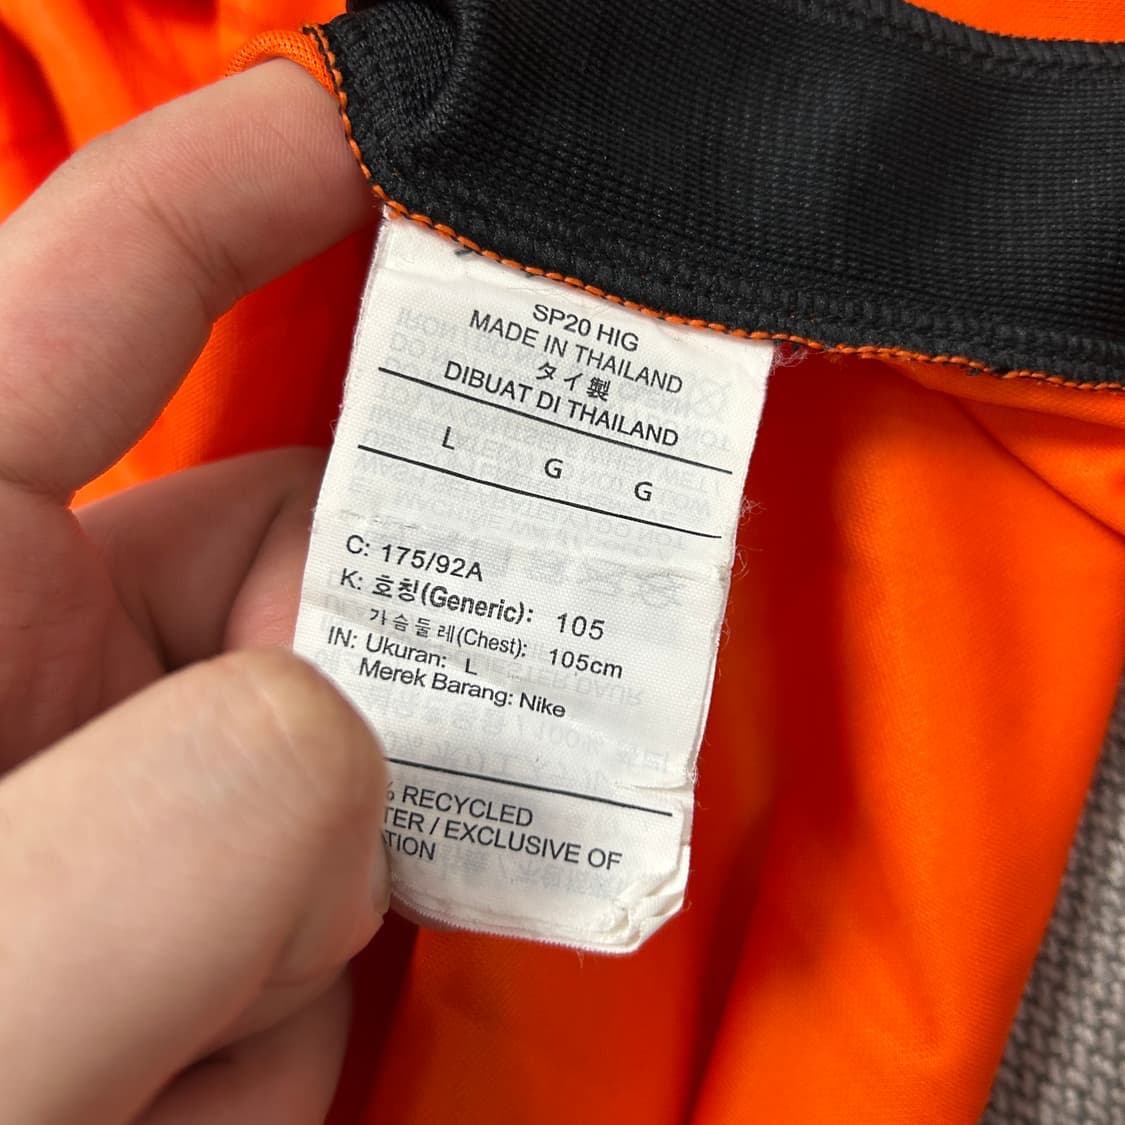 SP20 HIG
MADE IN THAILAND
タイ製
DIBUAT DI THAILAND
L G G
C: 175/92A
K: 호칭(Generic): 105
가슴둘레(Chest): 105cm
IN: Ukuran: L
Merek Barang: Nike
% RECYCLED
TER / EXCLUSIVE OF
TION